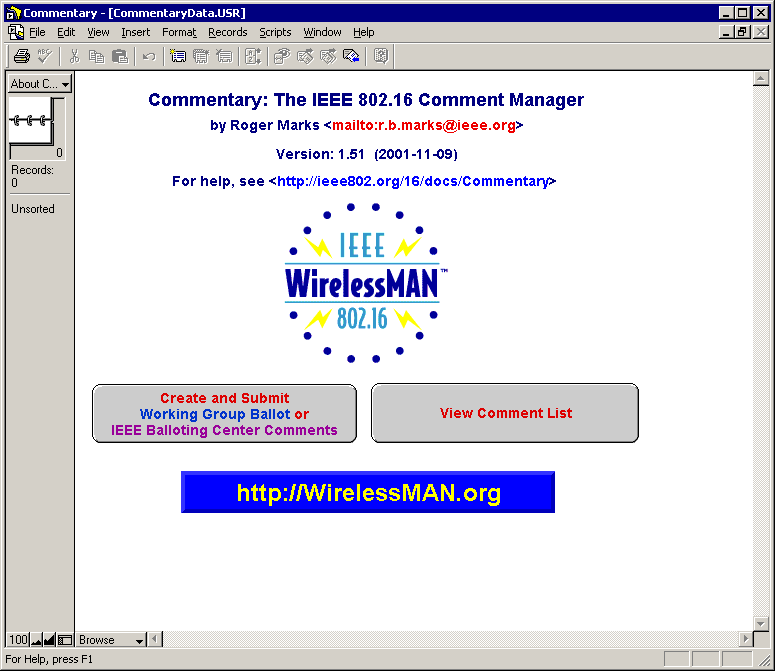 Commentary - [CommentaryData.USR]
File Edit View Insert Format Records Scripts Window Help
About C...
0
Records:
0
Unsorted
Commentary: The IEEE 802.16 Comment Manager
by Roger Marks <mailto:r.b.marks@ieee.org>
Version: 1.51 (2001-11-09)
For help, see <http://ieee802.org/16/docs/Commentary>
IEEE
WirelessMAN™
802.16
Create and Submit
Working Group Ballot or
IEEE Balloting Center Comments
View Comment List
http://WirelessMAN.org
100 Browse
For Help, press F1